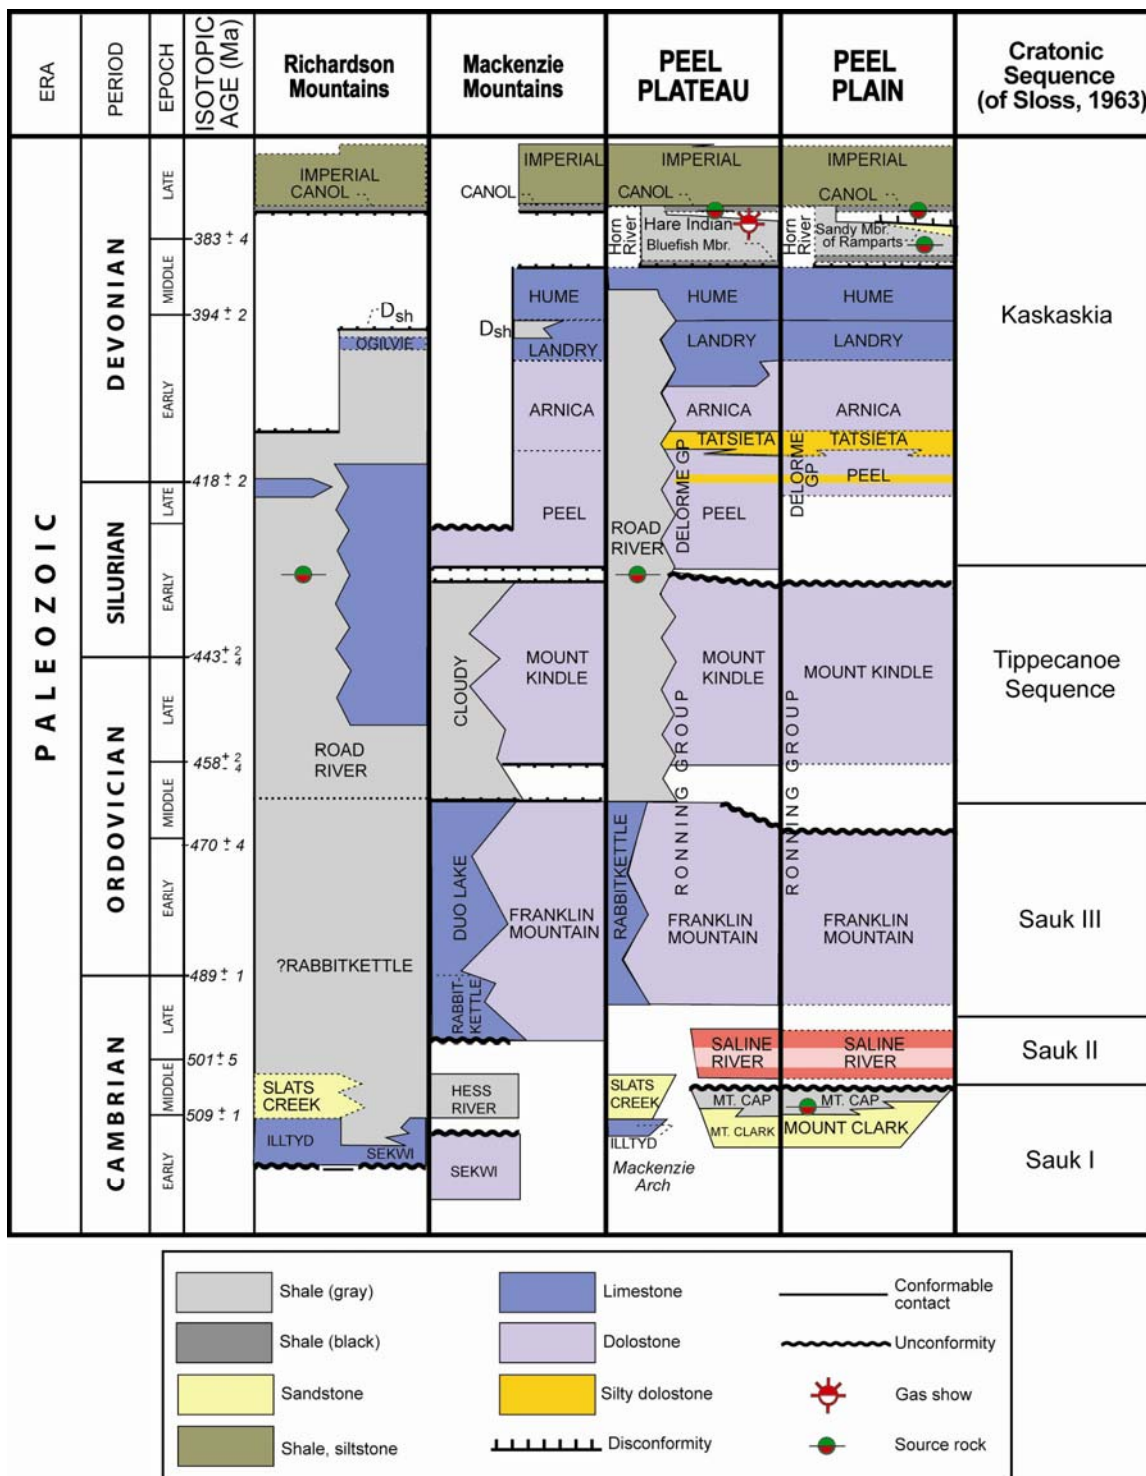 ERA
PERIOD
EPOCH
ISOTOPIC
AGE (Ma)
Richardson
Mountains
Mackenzie
Mountains
PEEL
PLATEAU
PEEL
PLAIN
Cratonic
Sequence
(of Sloss, 1963)
PALEOZOIC
DEVONIAN
SILURIAN
ORDOVICIAN
CAMBRIAN
LATE
MIDDLE
EARLY
LATE
EARLY
LATE
MIDDLE
EARLY
LATE
MIDDLE
EARLY
383 ± 4
394 ± 2
418 ± 2
443 + 2 - 4
458 + 2 - 4
470 ± 4
489 ± 1
501 ± 5
509 ± 1
IMPERIAL
CANOL
Dsh
OGILVIE
ROAD
RIVER
?RABBITKETTLE
SLATS
CREEK
ILLTYD
SEKWI
IMPERIAL
CANOL
HUME
Dsh
LANDRY
ARNICA
PEEL
CLOUDY
MOUNT
KINDLE
DUO LAKE
FRANKLIN
MOUNTAIN
RABBIT-
KETTLE
HESS
RIVER
SEKWI
IMPERIAL
CANOL
Horn
River
Hare Indian
Bluefish Mbr.
HUME
LANDRY
ARNICA
TATSIETA
DELORME GP
PEEL
ROAD
RIVER
MOUNT
KINDLE
RONNING GROUP
RABBITKETTLE
FRANKLIN
MOUNTAIN
SALINE
RIVER
SLATS
CREEK
MT. CAP
MT. CLARK
ILLTYD
Mackenzie
Arch
IMPERIAL
CANOL
Horn
River
Sandy Mbr.
of Ramparts
HUME
LANDRY
ARNICA
TATSIETA
DELORME
GP
PEEL
MOUNT KINDLE
RONNING GROUP
FRANKLIN
MOUNTAIN
SALINE
RIVER
MT. CAP
MOUNT CLARK
Kaskaskia
Tippecanoe
Sequence
Sauk III
Sauk II
Sauk I
Shale (gray)
Shale (black)
Sandstone
Shale, siltstone
Limestone
Dolostone
Silty dolostone
Disconformity
Conformable
contact
Unconformity
Gas show
Source rock